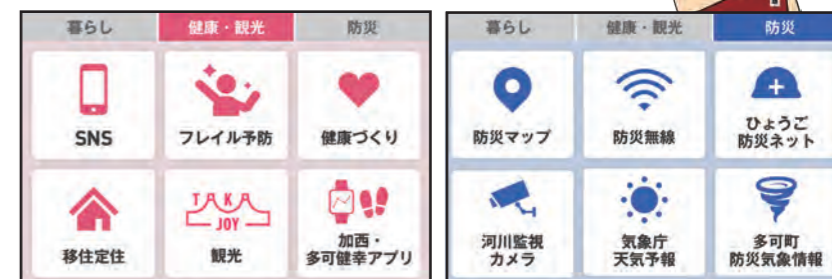 暮らし
健康・観光
防災
SNS
フレイル予防
健康づくり
移住定住
TAKA
JOY
観光
加西・
多可健幸アプリ
暮らし
健康・観光
防災
防災マップ
防災無線
ひょうご
防災ネット
河川監視
カメラ
気象庁
天気予報
多可町
防災気象情報